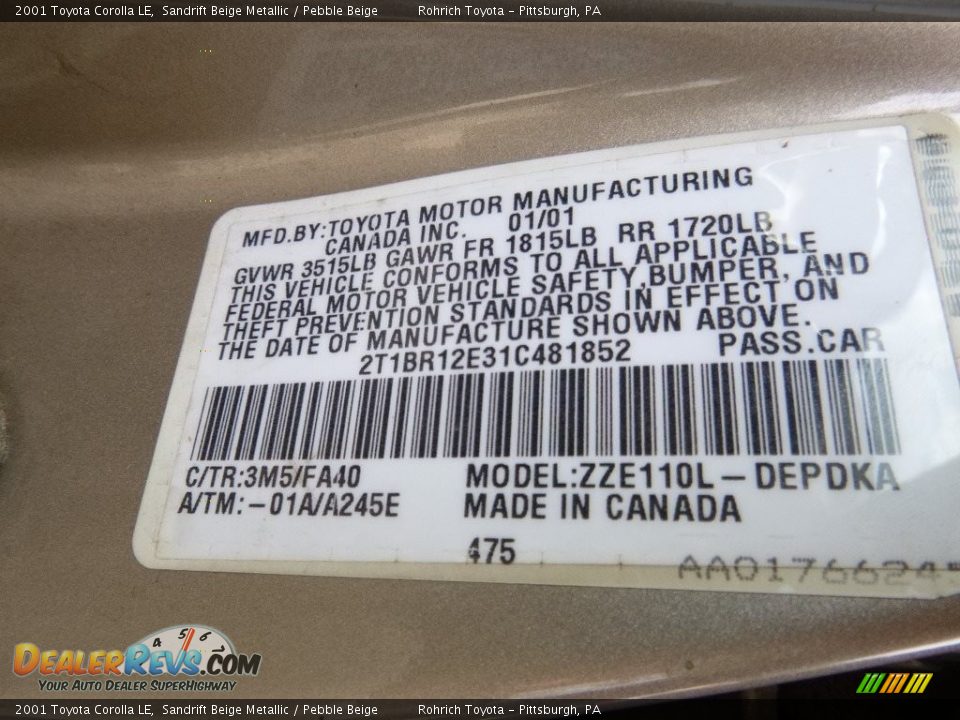 2001 Toyota Corolla LE, Sandrift Beige Metallic / Pebble Beige Rohrich Toyota - Pittsburgh, PA
MFD.BY:TOYOTA MOTOR MANUFACTURING
CANADA INC. 01/01
GVWR 3515LB GAWR FR 1815LB RR 1720LB
THIS VEHICLE CONFORMS TO ALL APPLICABLE
FEDERAL MOTOR VEHICLE SAFETY,BUMPER, AND
THEFT PREVENTION STANDARDS IN EFFECT ON
THE DATE OF MANUFACTURE SHOWN ABOVE.
2T1BR12E31C481852 PASS.CAR
C/TR:3M5/FA40 MODEL:ZZE110L-DEPDKA
A/TM:-01A/A245E MADE IN CANADA
475
4 5 6
DEALERREVS.COM
YOUR AUTO DEALER SUPERHIGHWAY
2001 Toyota Corolla LE, Sandrift Beige Metallic / Pebble Beige Rohrich Toyota - Pittsburgh, PA